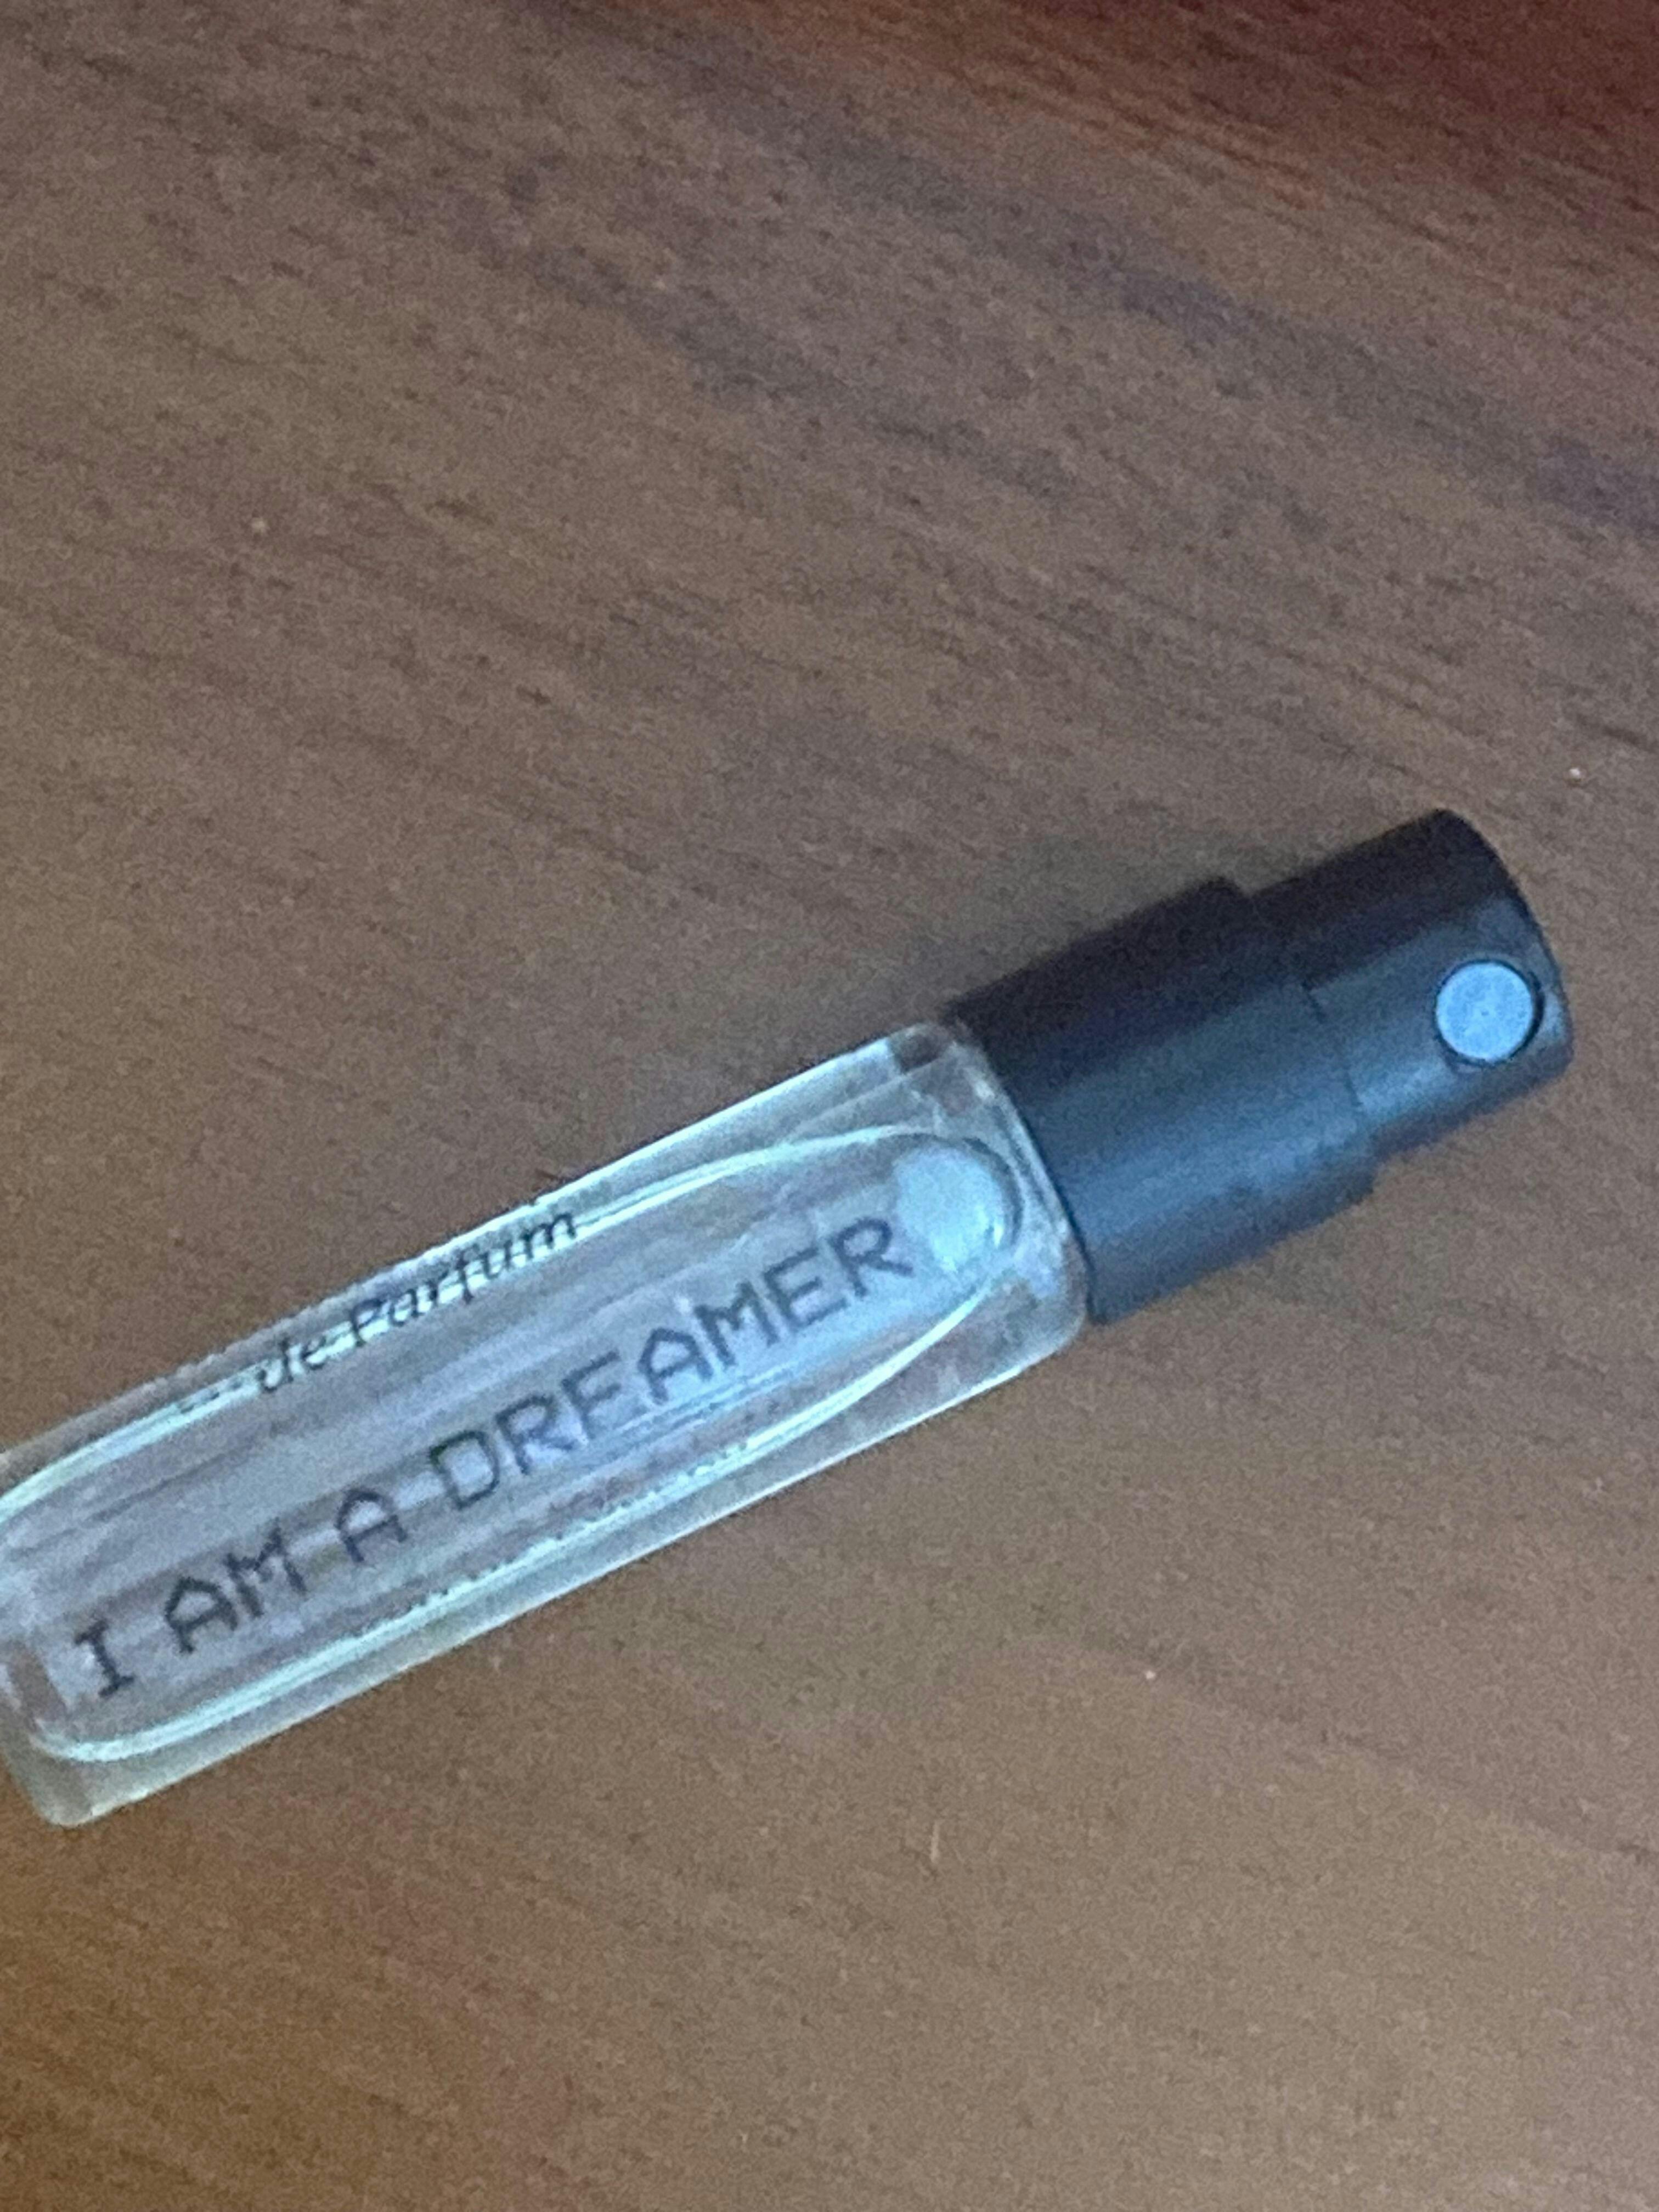 de Parfum
I AM A DREAMER